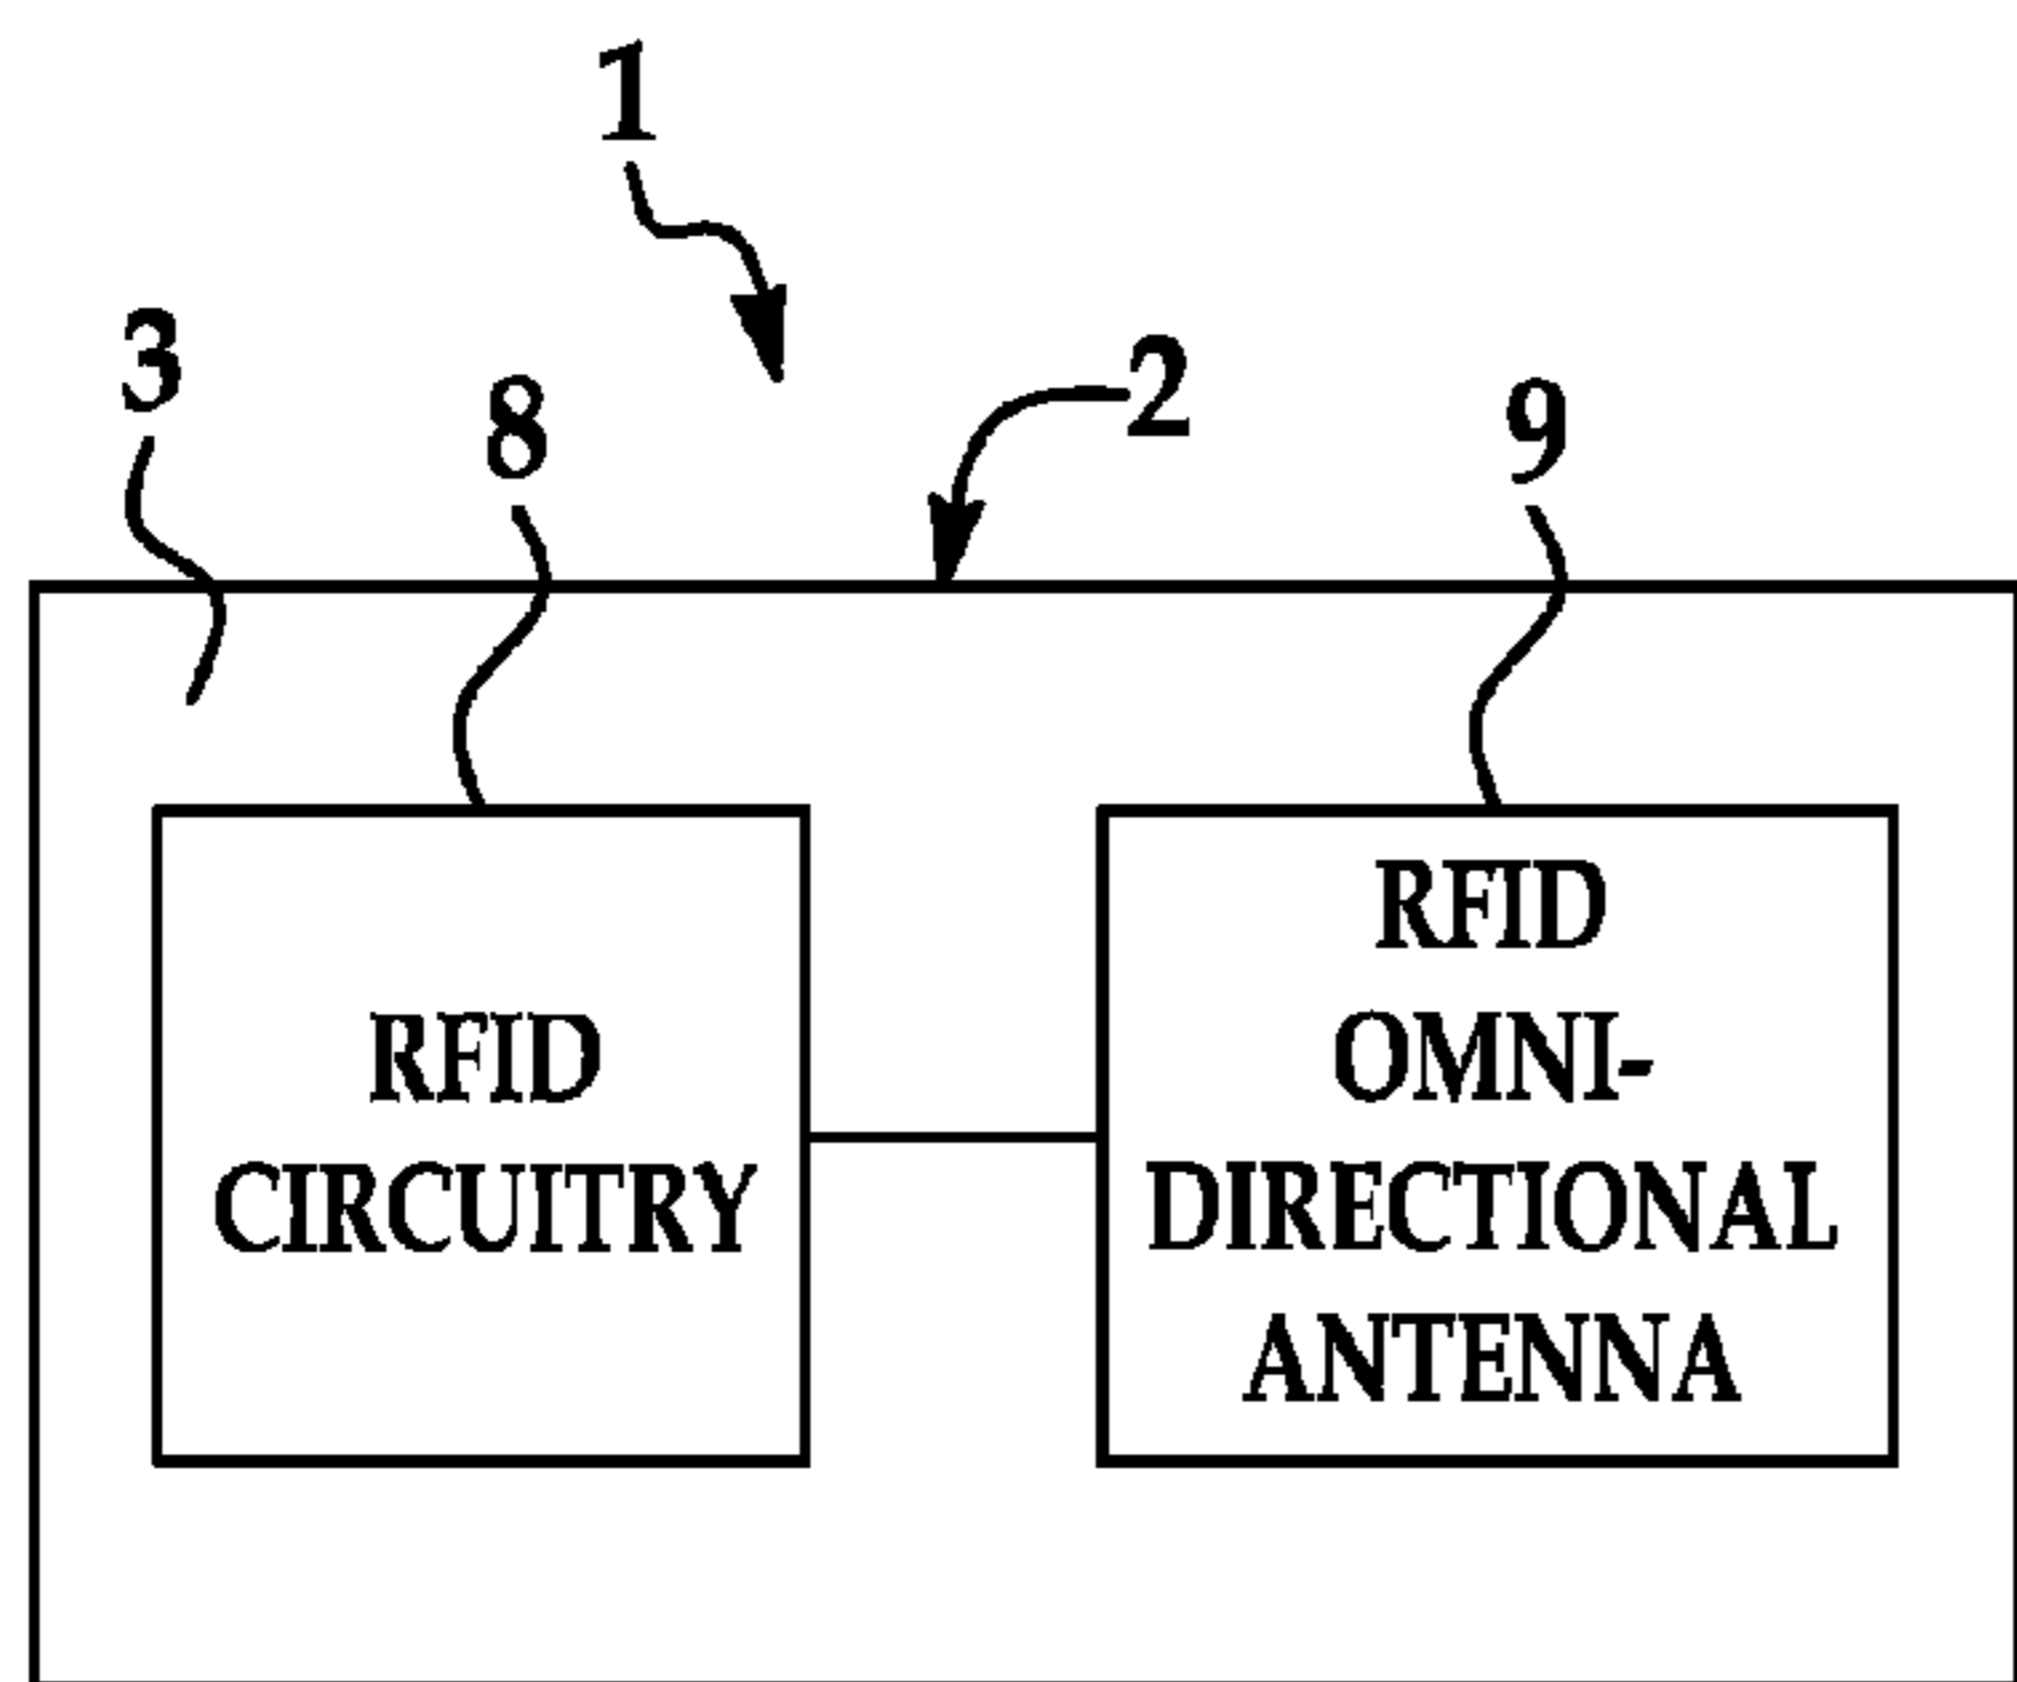 1
3
8
2
9
RFID
CIRCUITRY
RFID
OMNI-
DIRECTIONAL
ANTENNA